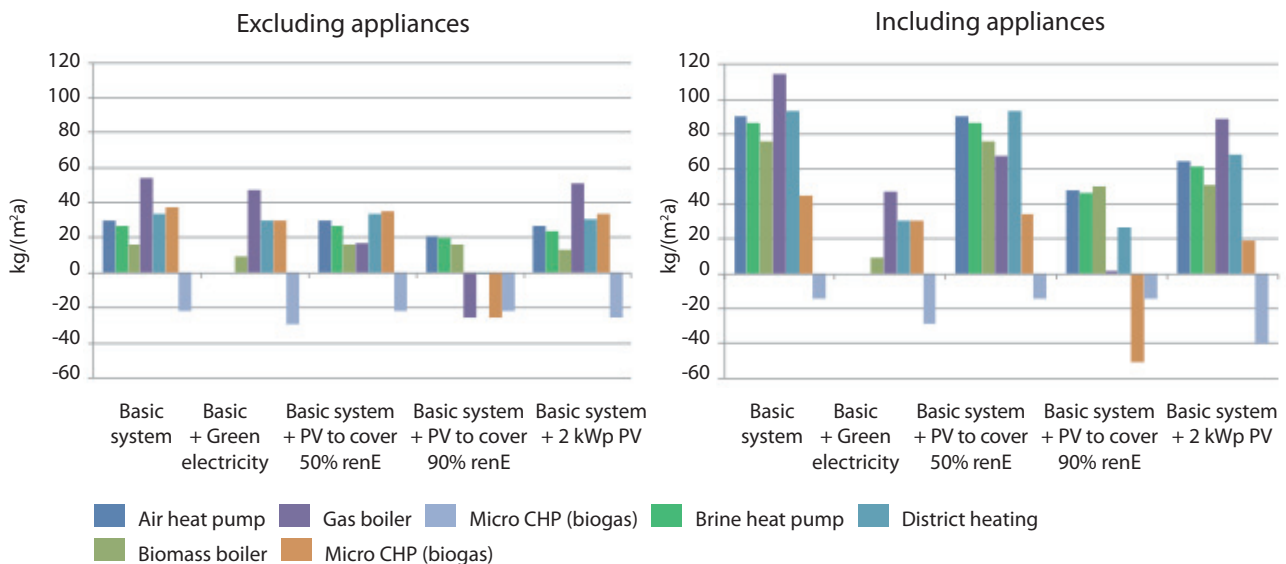 Excluding appliances
120
100
80
60
40
20
0
-20
-40
-60
kg/(m²a)
Basic
system
Basic
+ Green
electricity
Basic system
+ PV to cover
50% renE
Basic system
+ PV to cover
90% renE
Basic system
+ 2 kWp PV
Including appliances
120
100
80
60
40
20
0
-20
-40
-60
kg/(m²a)
Basic
system
Basic
+ Green
electricity
Basic system
+ PV to cover
50% renE
Basic system
+ PV to cover
90% renE
Basic system
+ 2 kWp PV
Air heat pump Gas boiler Micro CHP (biogas) Brine heat pump District heating
Biomass boiler Micro CHP (biogas)